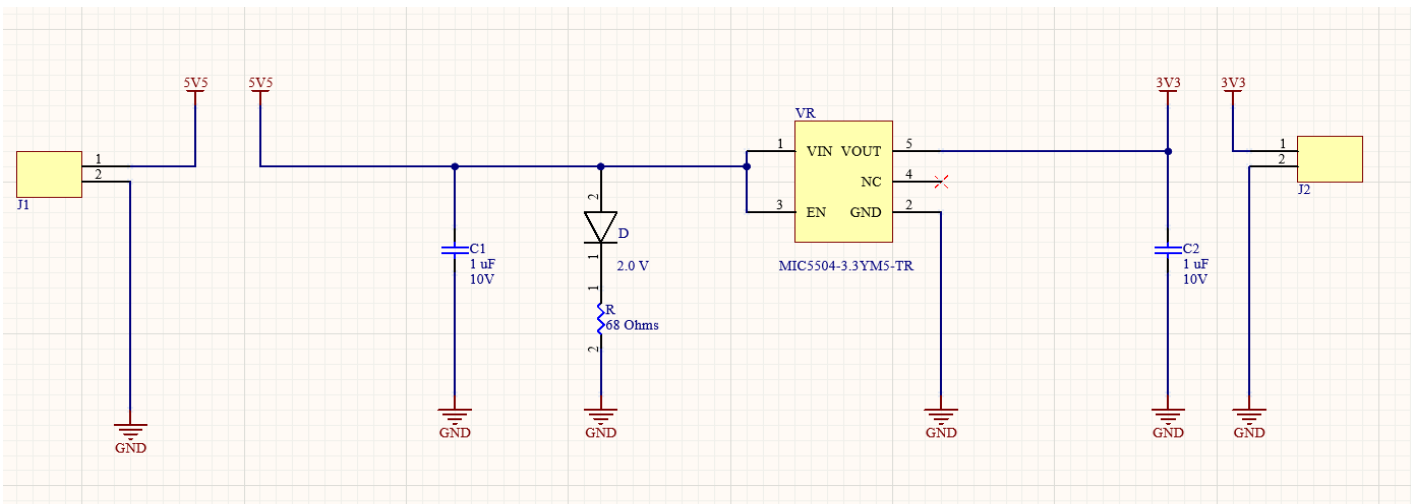 5V5
5V5
3V3
3V3
VR
1
2
J1
1
VIN
VOUT
5
NC
4
3
EN
GND
2
MIC5504-3.3YM5-TR
1
2
J2
C1
1 uF
10V
2
D
1
2.0 V
1
R
68 Ohms
2
C2
1 uF
10V
GND
GND
GND
GND
GND
GND